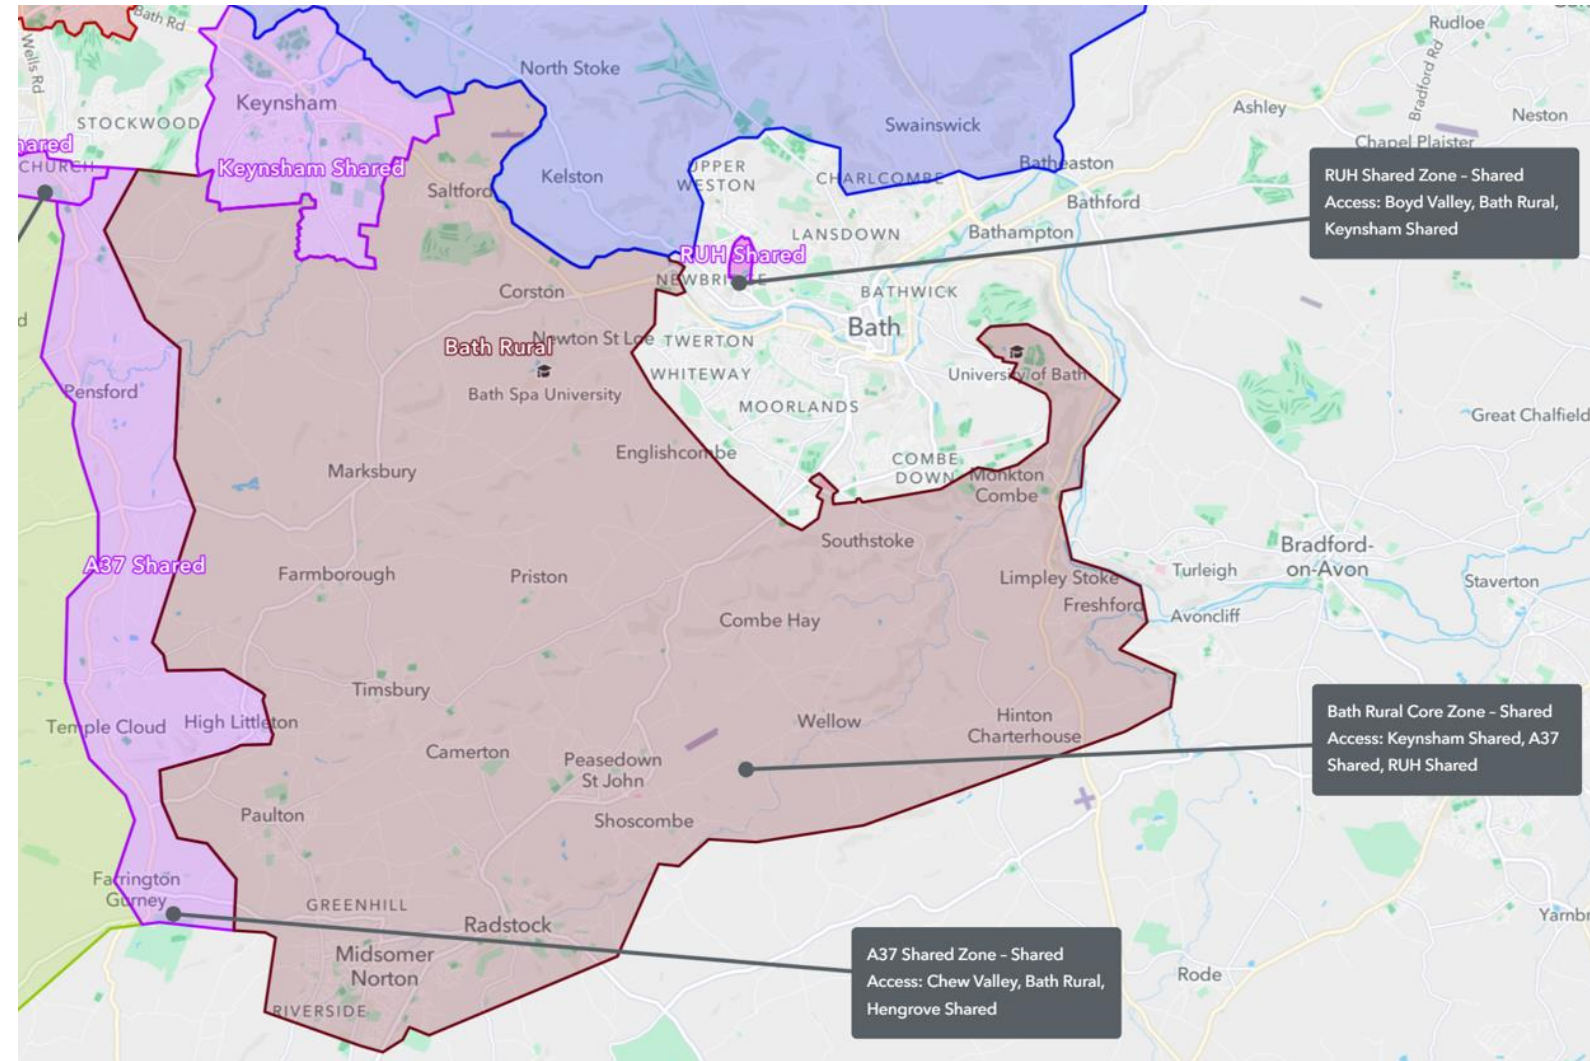 Bath Rd
Rudloe
Wells Rd
North Stoke
Bradford Rd
Keynsham
Ashley
Neston
STOCKWOOD
Swainswick
Chapel Plaister
hared
CHURCH
Keynsham Shared
Saltford
Kelston
UPPER
WESTON
CHARLCOMBE
Batheaston
Bathford
RUH Shared Zone – Shared
Access: Boyd Valley, Bath Rural,
Keynsham Shared
LANSDOWN
Bathampton
RUH Shared
NEWBRIDGE
Corston
BATHWICK
d
Bath
Bath Rural
Newton St Loe
TWERTON
WHITEWAY
University of Bath
Pensford
Bath Spa University
MOORLANDS
Great Chalfield
Englishcombe
COMBE
DOWN
Marksbury
Monkton
Combe
Southstoke
Bradford-
on-Avon
A37 Shared
Farmborough
Priston
Limpley Stoke
Turleigh
Staverton
Freshford
Avoncliff
Combe Hay
Timsbury
Temple Cloud
High Littleton
Wellow
Hinton
Charterhouse
Bath Rural Core Zone – Shared
Access: Keynsham Shared, A37
Shared, RUH Shared
Camerton
Peasedown
St John
Paulton
Shoscombe
Farrington
Gurney
GREENHILL
Radstock
Yarnbr
Midsomer
Norton
A37 Shared Zone – Shared
Access: Chew Valley, Bath Rural,
Hengrove Shared
Rode
RIVERSIDE